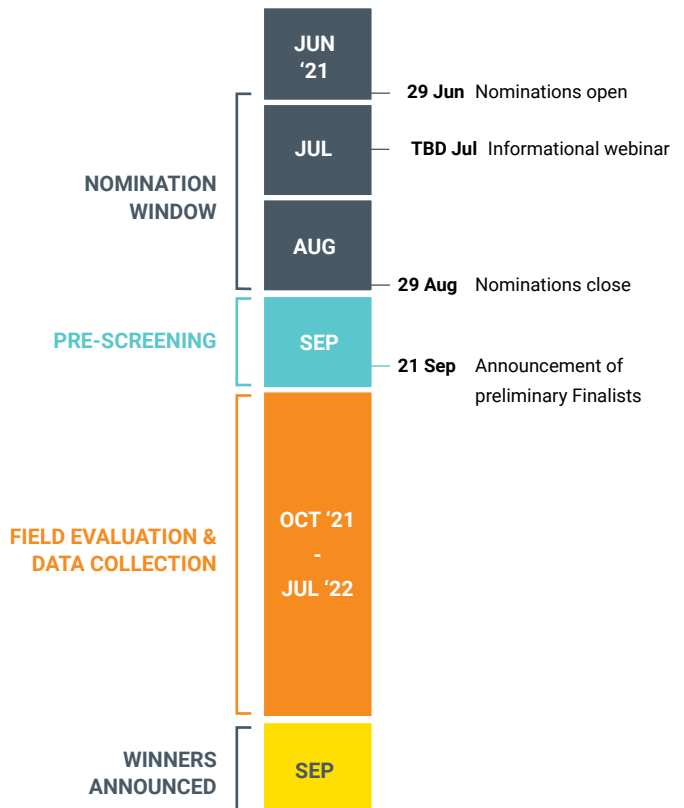 JUN
‘21
29 Jun Nominations open
JUL
TBD Jul Informational webinar
NOMINATION
WINDOW
AUG
29 Aug Nominations close
PRE-SCREENING
SEP
21 Sep Announcement of
preliminary Finalists
FIELD EVALUATION &
DATA COLLECTION
OCT ‘21
-
JUL ‘22
WINNERS
ANNOUNCED
SEP